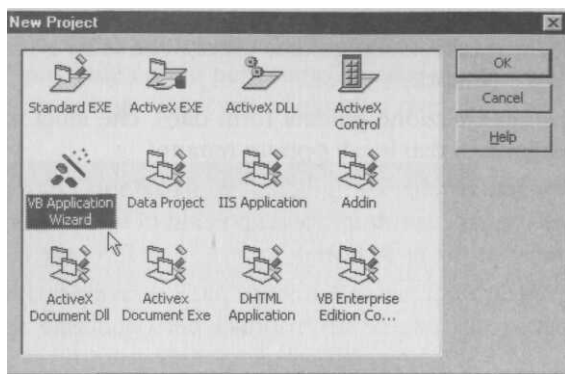 New Project
Standard EXE
ActiveX EXE
ActiveX DLL
ActiveX
Control
VB Application
Wizard
Data Project
IIS Application
Addin
ActiveX
Document Dll
Activex
Document Exe
DHTML
Application
VB Enterprise
Edition Co...
OK
Cancel
Help